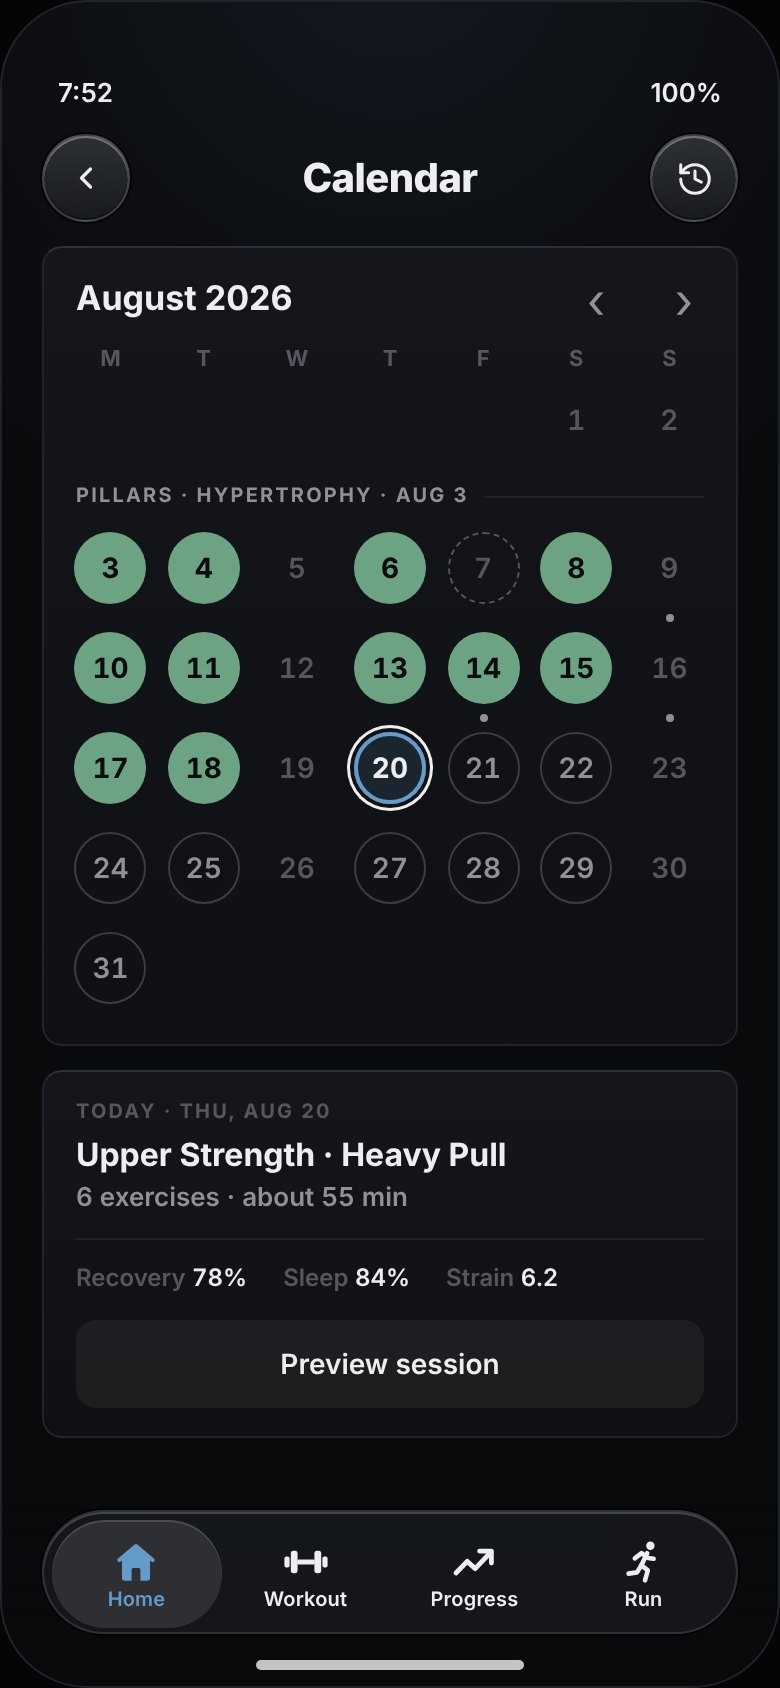 7:52 100%
Calendar
August 2026
M T W T F S S
1 2
PILLARS · HYPERTROPHY · AUG 3
3 4 5 6 7 8 9
10 11 12 13 14 15 16
17 18 19 20 21 22 23
24 25 26 27 28 29 30
31
TODAY · THU, AUG 20
Upper Strength · Heavy Pull
6 exercises · about 55 min
Recovery 78% Sleep 84% Strain 6.2
Preview session
Home Workout Progress Run